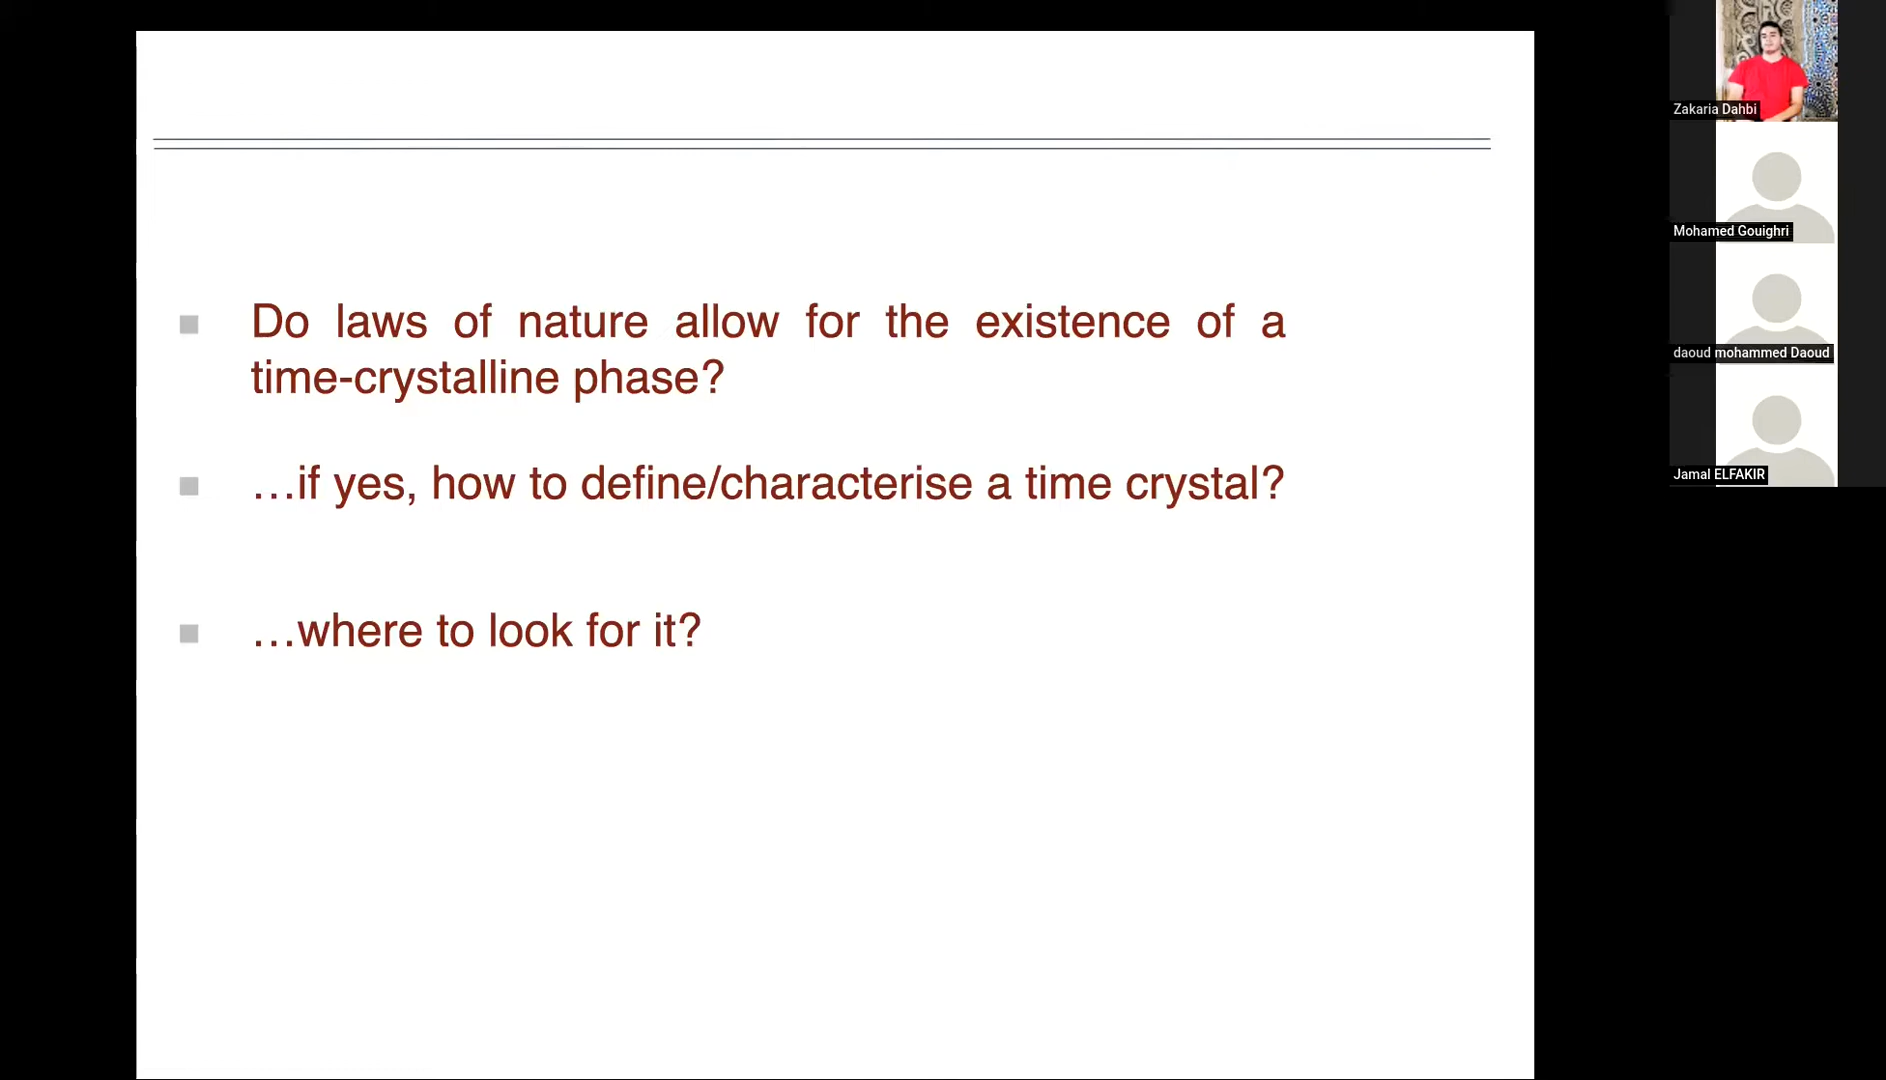 Do laws of nature allow for the existence of a
time-crystalline phase?
…if yes, how to define/characterise a time crystal?
…where to look for it?
Zakaria Dahbi
Mohamed Gouighri
daoud mohammed Daoud
Jamal ELFAKIR